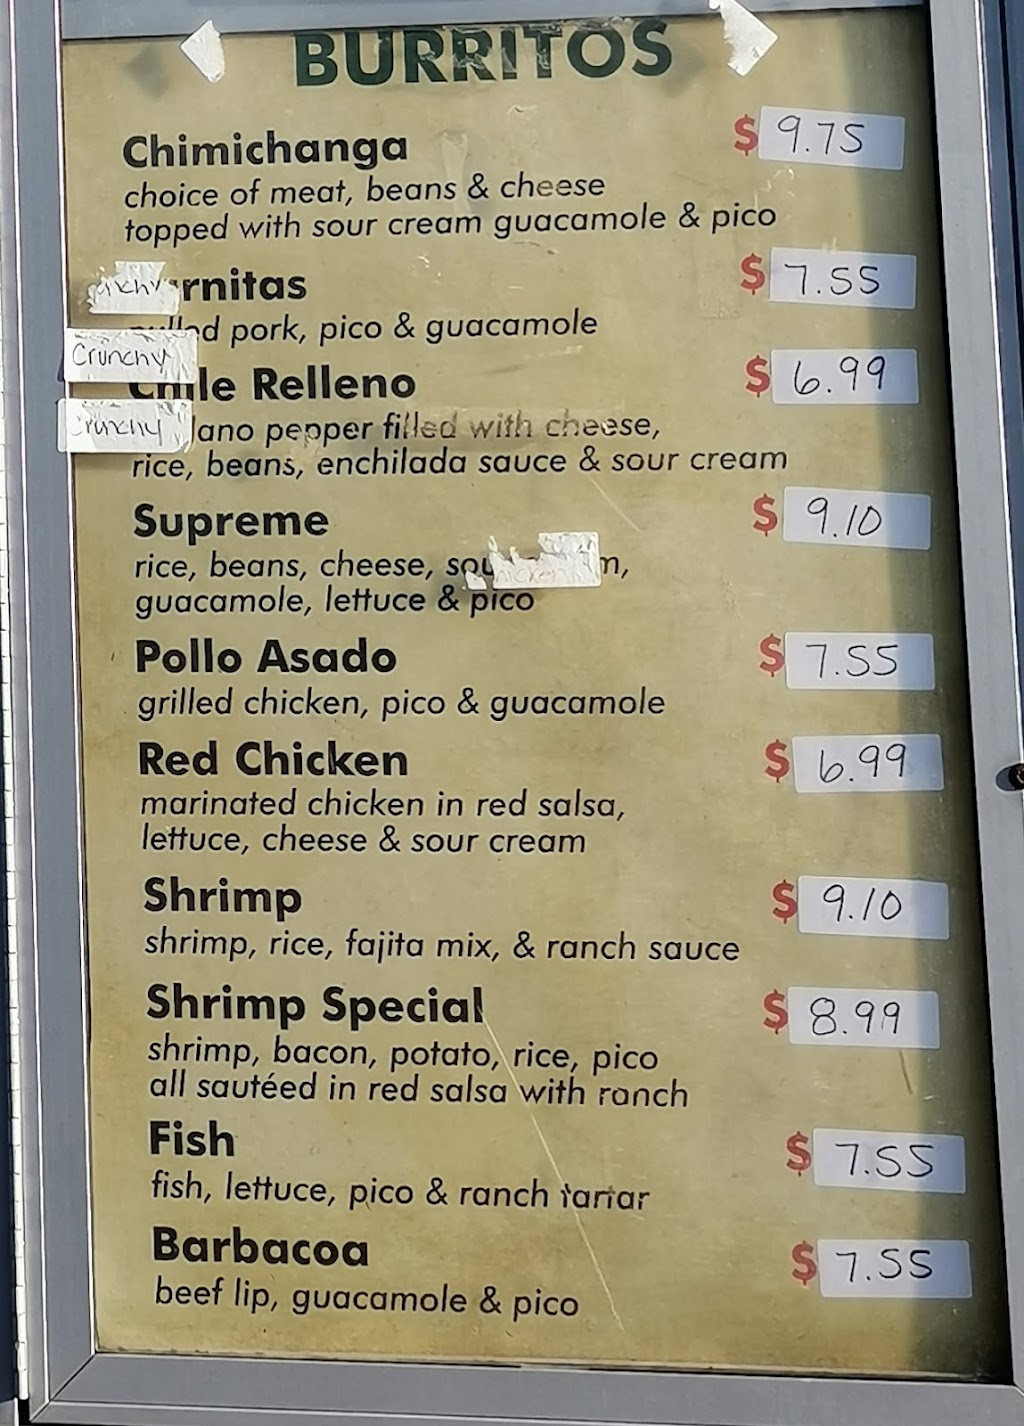 BURRITOS
Chimichanga $ 9.75
choice of meat, beans & cheese
topped with sour cream guacamole & pico
rnitas $ 7.55
pulled pork, pico & guacamole
Crunchy
Chile Relleno $ 6.99
Crunchy
lano pepper filled with cheese,
rice, beans, enchilada sauce & sour cream
Supreme $ 9.10
rice, beans, cheese, sou m,
guacamole, lettuce & pico
Pollo Asado $ 7.55
grilled chicken, pico & guacamole
Red Chicken $ 6.99
marinated chicken in red salsa,
lettuce, cheese & sour cream
Shrimp $ 9.10
shrimp, rice, fajita mix, & ranch sauce
Shrimp Special $ 8.99
shrimp, bacon, potato, rice, pico
all sautéed in red salsa with ranch
Fish $ 7.55
fish, lettuce, pico & ranch tartar
Barbacoa $ 7.55
beef lip, guacamole & pico